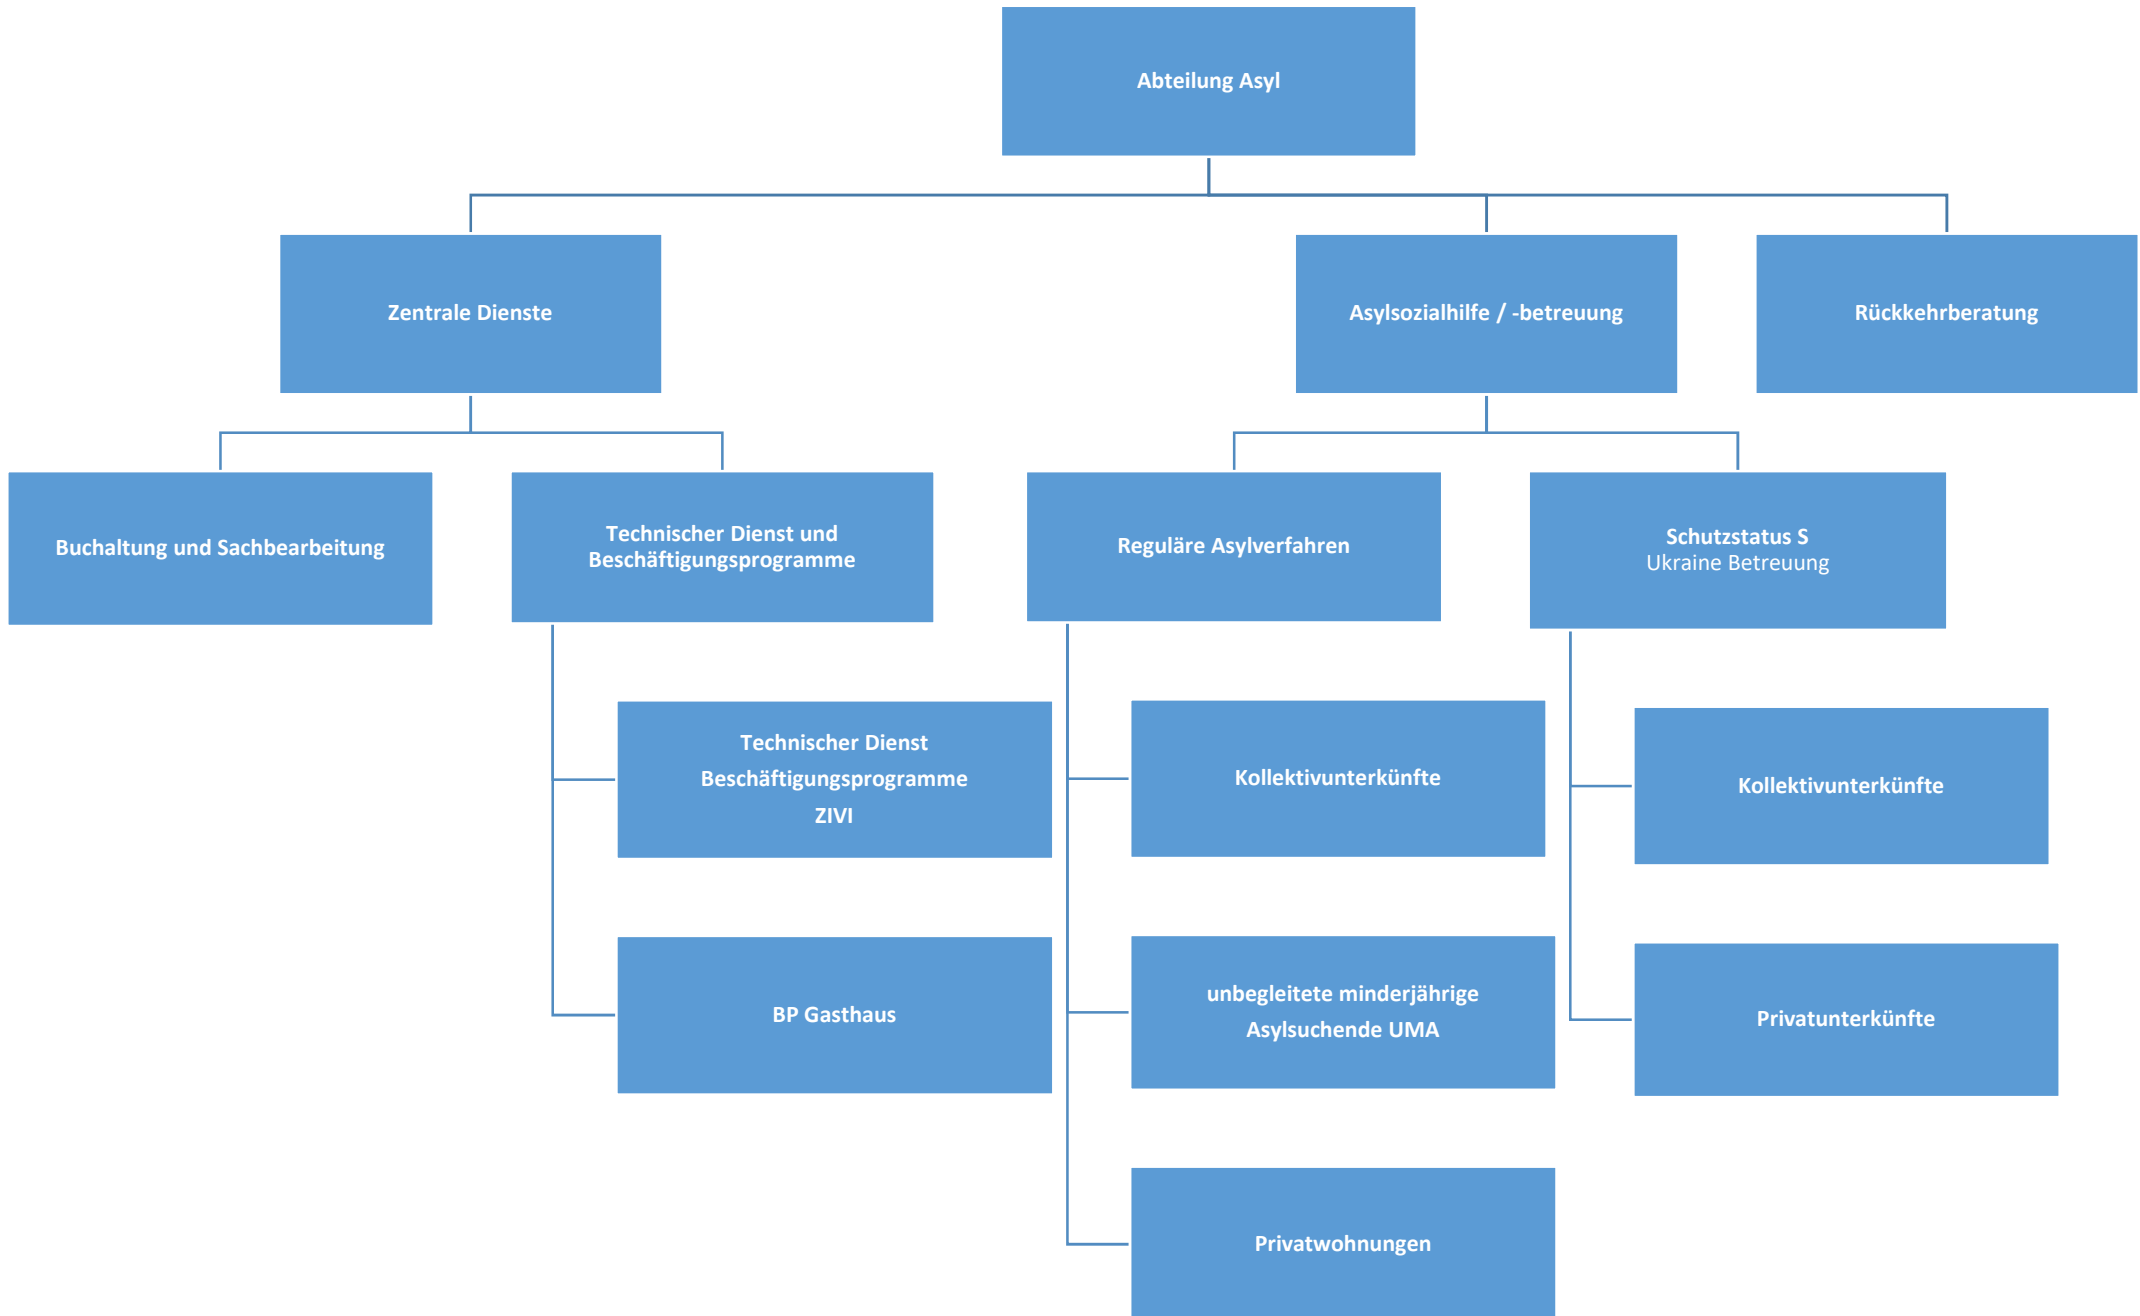 Abteilung Asyl
Zentrale Dienste
Asylsozialhilfe / -betreuung
Rückkehrberatung
Buchaltung und Sachbearbeitung
Technischer Dienst und
Beschäftigungsprogramme
Reguläre Asylverfahren
Schutzstatus S
Ukraine Betreuung
Technischer Dienst
Beschäftigungsprogramme
ZIVI
Kollektivunterkünfte
Kollektivunterkünfte
BP Gasthaus
unbegleitete minderjährige
Asylsuchende UMA
Privatunterkünfte
Privatwohnungen